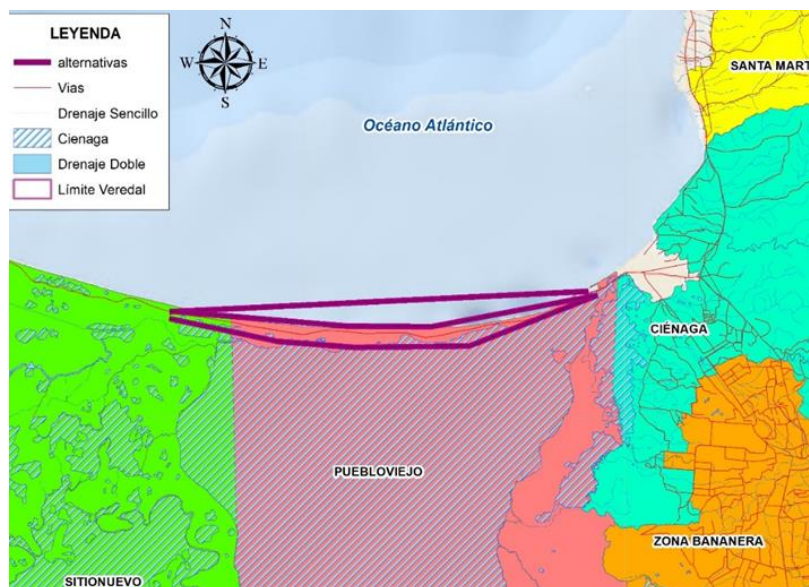 LEYENDA
alternativas
Vias
Drenaje Sencillo
Cienaga
Drenaje Doble
Límite Veredal
N
W E
S
SANTA MART
Océano Atlántico
CIÉNAGA
PUEBLOVIEJO
ZONA BANANERA
SITIONUEVO